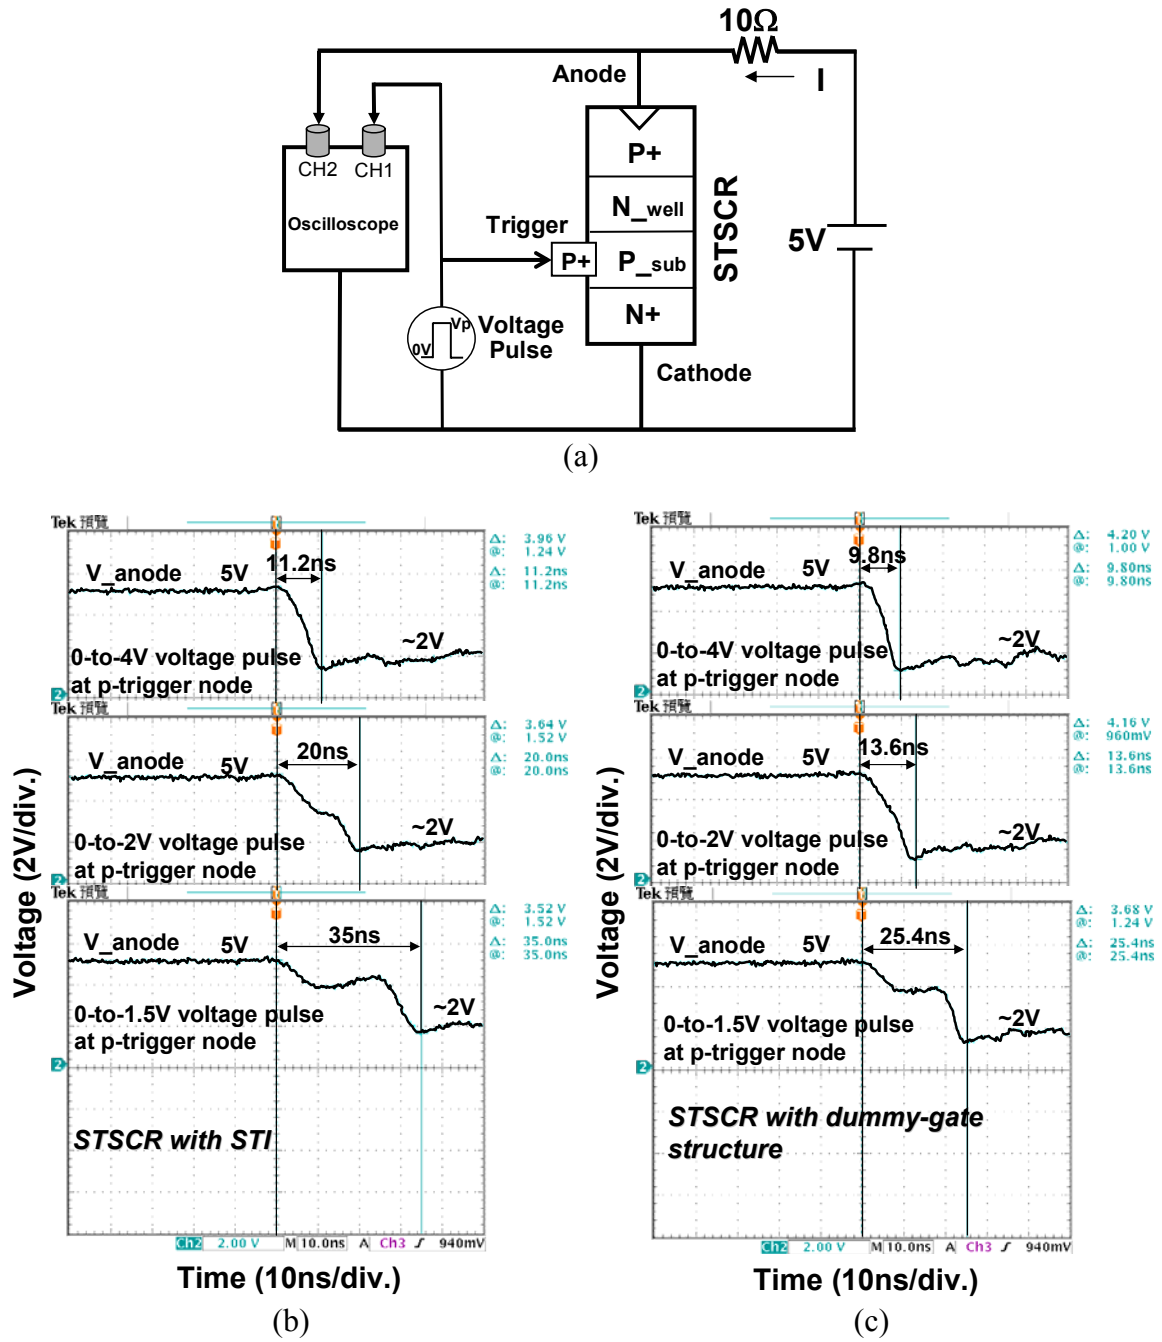 10Ω
Anode
I
CH2 CH1
Oscilloscope
P+
N_well
P_sub
N+
STSCR
Trigger
P+
5V
Vp
0V
Voltage
Pulse
Cathode
(a)
Tek 預覽
11.2ns
V_anode 5V
~2V
0-to-4V voltage pulse
at p-trigger node
Δ: 3.96 V
@: 1.24 V
Δ: 11.2ns
@: 11.2ns
2
Tek 預覽
20ns
V_anode 5V
~2V
0-to-2V voltage pulse
at p-trigger node
Δ: 3.64 V
@: 1.52 V
Δ: 20.0ns
@: 20.0ns
2
Tek 預覽
35ns
V_anode 5V
~2V
0-to-1.5V voltage pulse
at p-trigger node
Δ: 3.52 V
@: 1.52 V
Δ: 35.0ns
@: 35.0ns
2
STSCR with STI
Ch2 2.00 V M 10.0ns A Ch3 940mV
Voltage (2V/div.)
Time (10ns/div.)
(b)
Tek 預覽
9.8ns
V_anode 5V
~2V
0-to-4V voltage pulse
at p-trigger node
Δ: 4.20 V
@: 1.00 V
Δ: 9.80ns
@: 9.80ns
2
Tek 預覽
13.6ns
V_anode 5V
~2V
0-to-2V voltage pulse
at p-trigger node
Δ: 4.16 V
@: 960mV
Δ: 13.6ns
@: 13.6ns
2
Tek 預覽
25.4ns
V_anode 5V
~2V
0-to-1.5V voltage pulse
at p-trigger node
Δ: 3.68 V
@: 1.24 V
Δ: 25.4ns
@: 25.4ns
2
STSCR with dummy-gate
structure
Ch2 2.00 V M 10.0ns A Ch3 940mV
Voltage (2V/div.)
Time (10ns/div.)
(c)